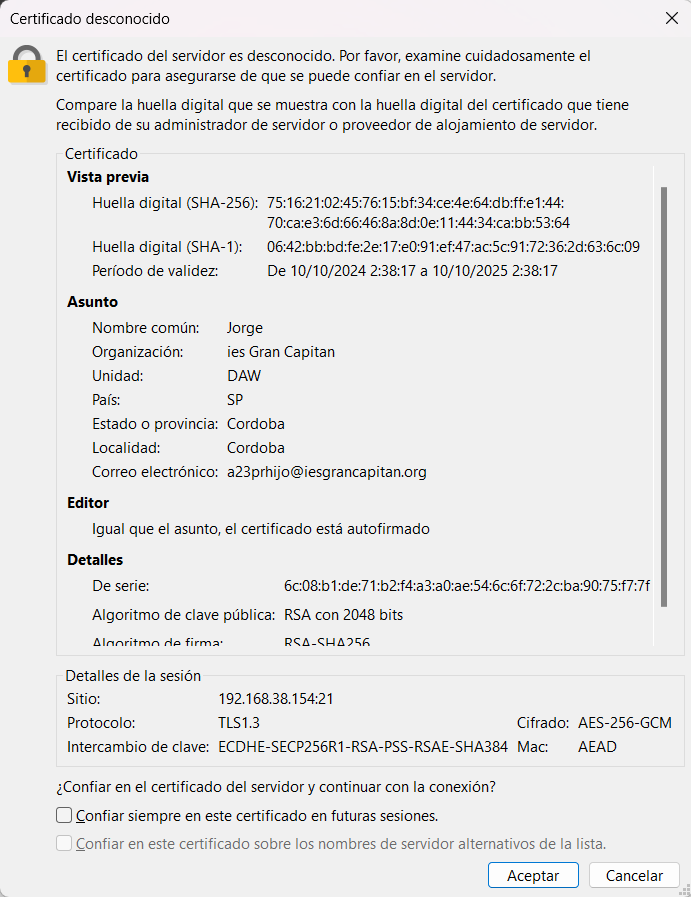 Certificado desconocido
El certificado del servidor es desconocido. Por favor, examine cuidadosamente el
certificado para asegurarse de que se puede confiar en el servidor.
Compare la huella digital que se muestra con la huella digital del certificado que tiene
recibido de su administrador de servidor o proveedor de alojamiento de servidor.
Certificado
Vista previa
Huella digital (SHA-256): 75:16:21:02:45:76:15:bf:34:ce:4e:64:db:ff:e1:44:
70:ca:e3:6d:66:46:8a:8d:0e:11:44:34:ca:bb:53:64
Huella digital (SHA-1): 06:42:bb:bd:fe:2e:17:e0:91:ef:47:ac:5c:91:72:36:2d:63:6c:09
Período de validez: De 10/10/2024 2:38:17 a 10/10/2025 2:38:17
Asunto
Nombre común: Jorge
Organización: ies Gran Capitan
Unidad: DAW
País: SP
Estado o provincia: Cordoba
Localidad: Cordoba
Correo electrónico: a23prhijo@iesgrancapitan.org
Editor
Igual que el asunto, el certificado está autofirmado
Detalles
De serie: 6c:08:b1:de:71:b2:f4:a3:a0:ae:54:6c:6f:72:2c:ba:90:75:f7:7f
Algoritmo de clave pública: RSA con 2048 bits
Algoritmo de firma: RSA-SHA256
Detalles de la sesión
Sitio: 192.168.38.154:21
Protocolo: TLS1.3 Cifrado: AES-256-GCM
Intercambio de clave: ECDHE-SECP256R1-RSA-PSS-RSAE-SHA384 Mac: AEAD
¿Confiar en el certificado del servidor y continuar con la conexión?
Confiar siempre en este certificado en futuras sesiones.
Confiar en este certificado sobre los nombres de servidor alternativos de la lista.
Aceptar Cancelar